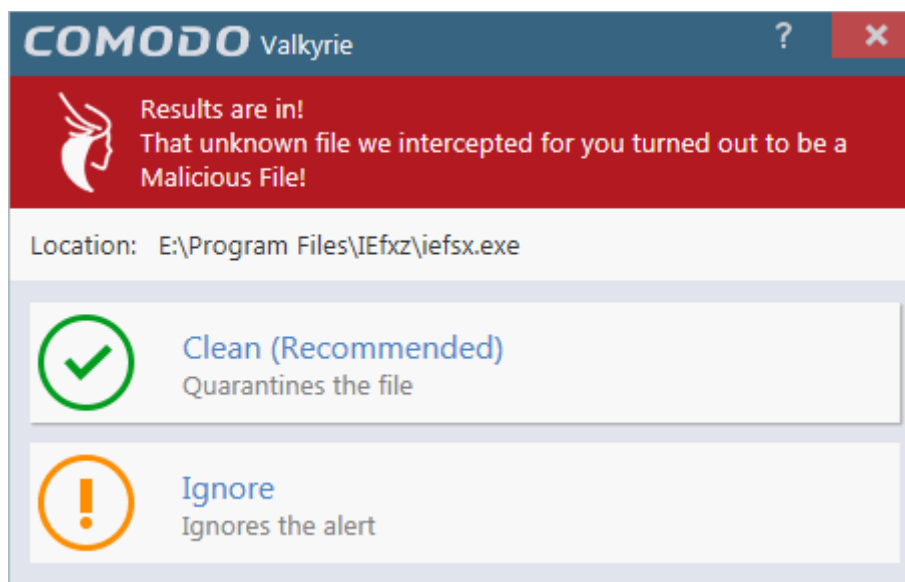 COMODO Valkyrie ?
Results are in!
That unknown file we intercepted for you turned out to be a
Malicious File!
Location: E:\Program Files\IEfxz\iefsx.exe
Clean (Recommended)
Quarantines the file
Ignore
Ignores the alert